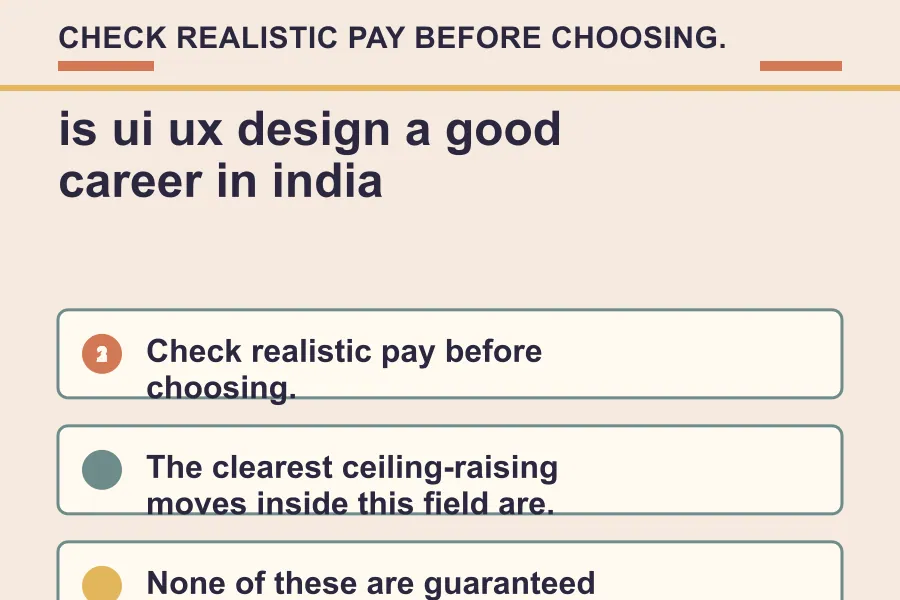 CHECK REALISTIC PAY BEFORE CHOOSING.
is ui ux design a good
career in india
Check realistic pay before
choosing.
The clearest ceiling-raising
moves inside this field are.
None of these are guaranteed